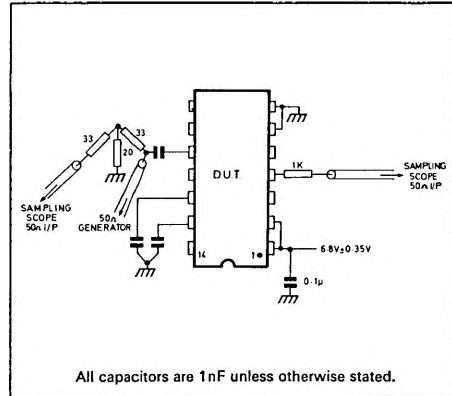 33
33
20
SAMPLING
SCOPE
50Ω I/P
50Ω
GENERATOR
D.U.T.
14
1
1K
SAMPLING
SCOPE
50Ω I/P
6·8V±0·35V
0·1μ
All capacitors are 1nF unless otherwise stated.